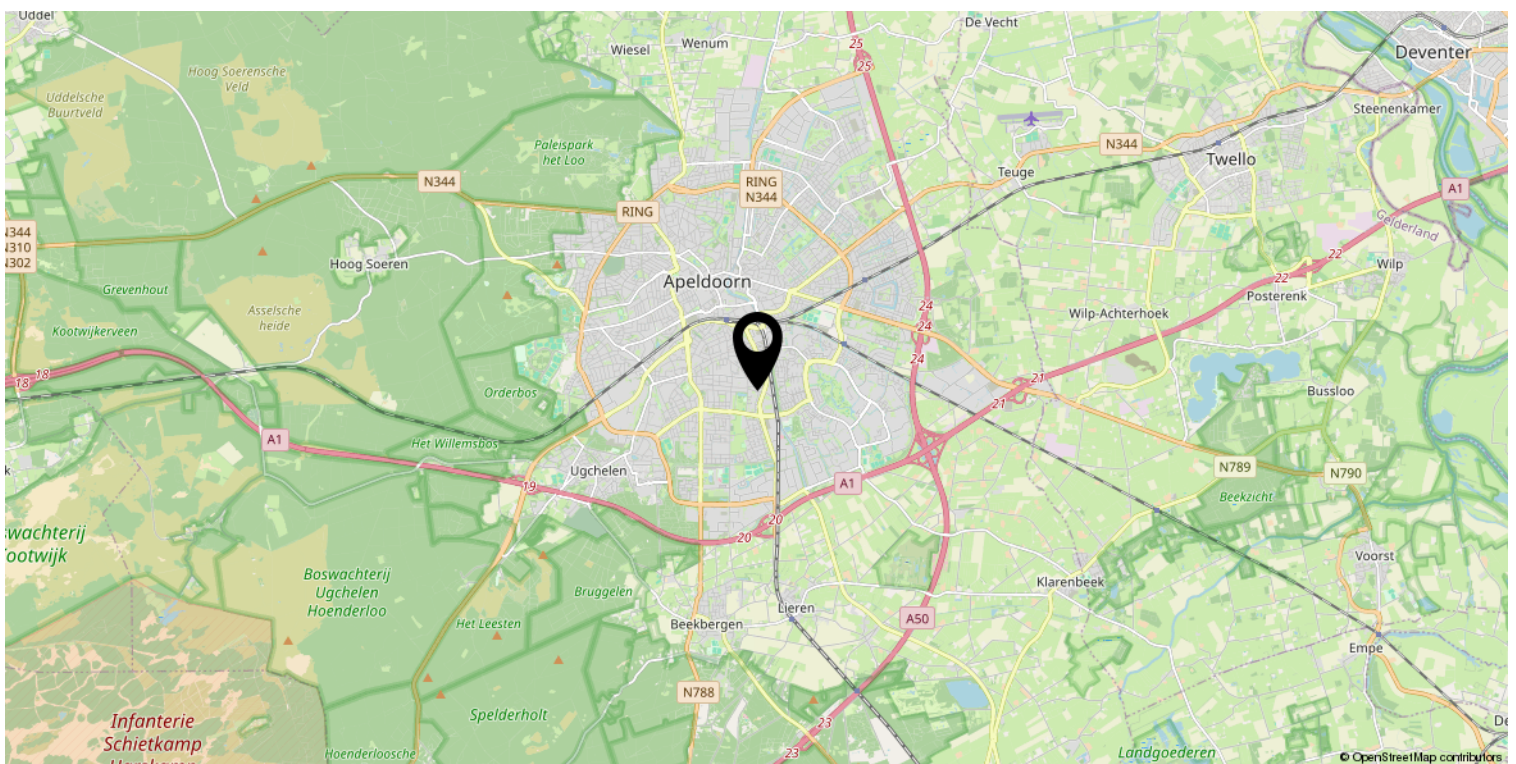 Uddel
De Vecht
Wiesel
Wenum
25
25
Deventer
Hoog Soerensche
Veld
Uddelsche
Buurtveld
Steenenkamer
Paleispark
het Loo
N344
Twello
Teuge
N344
RING
N344
RING
A1
Gelderland
N344
N310
N302
Hoog Soeren
22
Wilp
Apeldoorn
22
Posterenk
Grevenhout
Asselsche
heide
24
24
Wilp-Achterhoek
Kootwijkerveen
24
18
18
21
21
Orderbos
Bussloo
A1
Het Willemsbos
Ugchelen
19
A1
N789
N790
Beekzicht
20
20
Boswachterij
Ugchelen
Hoenderloo
Bruggelen
Voorst
Klarenbeek
Het Leesten
Lieren
Beekbergen
A50
Empe
N788
Spelderholt
Infanterie
Schietkamp
23
23
Hoenderloosche
Landgoederen
© OpenStreetMap contributors